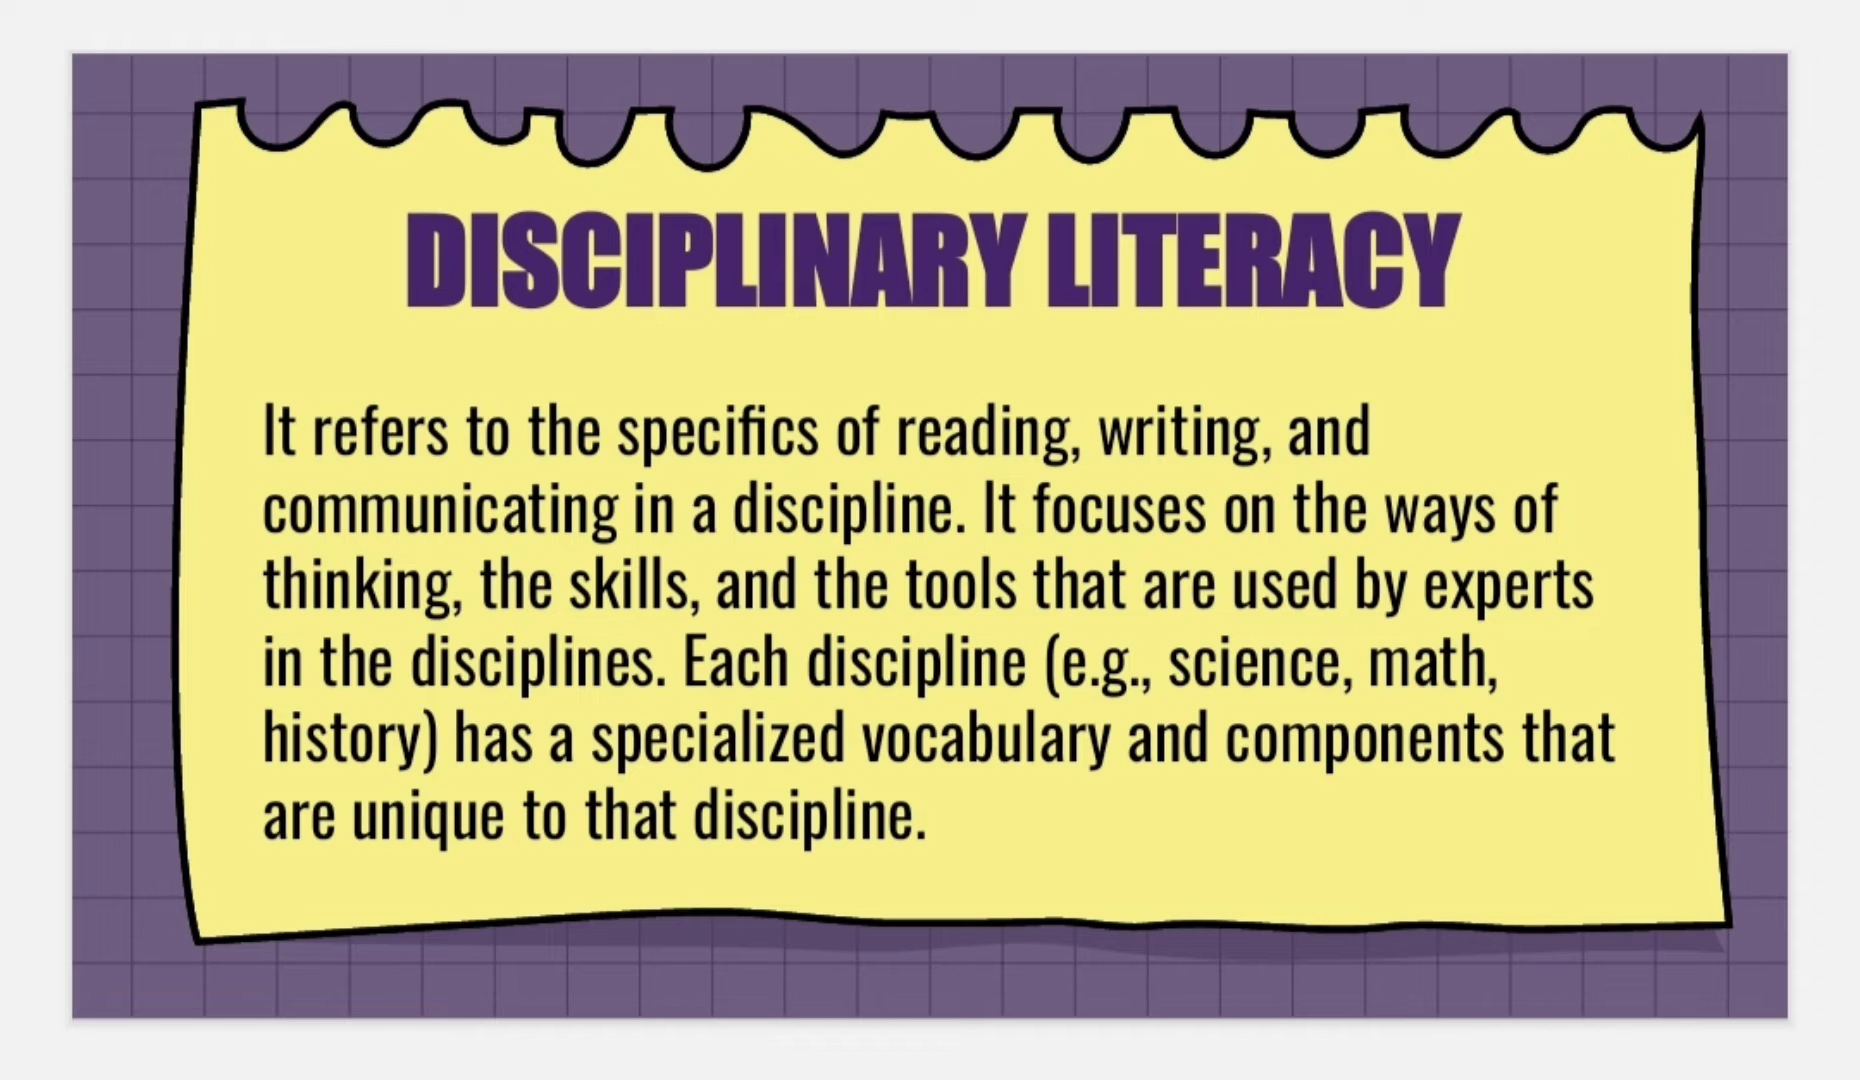 DISCIPLINARY LITERACY
It refers to the specifics of reading, writing, and
communicating in a discipline. It focuses on the ways of
thinking, the skills, and the tools that are used by experts
in the disciplines. Each discipline (e.g., science, math,
history) has a specialized vocabulary and components that
are unique to that discipline.